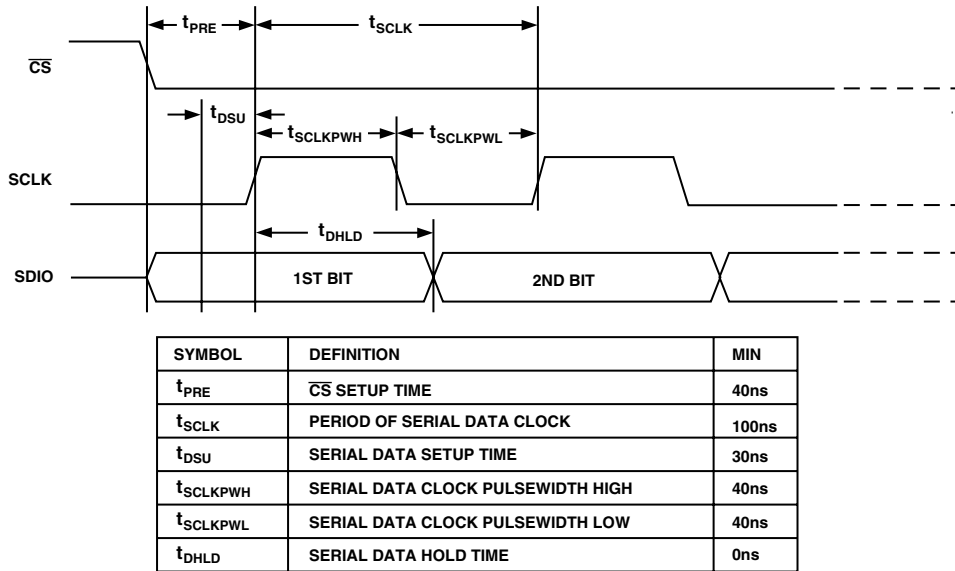 tPRE tSCLK
CS
tDSU
tSCLKPWH tSCLKPWL
SCLK
tDHLD
SDIO 1ST BIT 2ND BIT
SYMBOL DEFINITION MIN
tPRE CS SETUP TIME 40ns
tSCLK PERIOD OF SERIAL DATA CLOCK 100ns
tDSU SERIAL DATA SETUP TIME 30ns
tSCLKPWH SERIAL DATA CLOCK PULSEWIDTH HIGH 40ns
tSCLKPWL SERIAL DATA CLOCK PULSEWIDTH LOW 40ns
tDHLD SERIAL DATA HOLD TIME 0ns